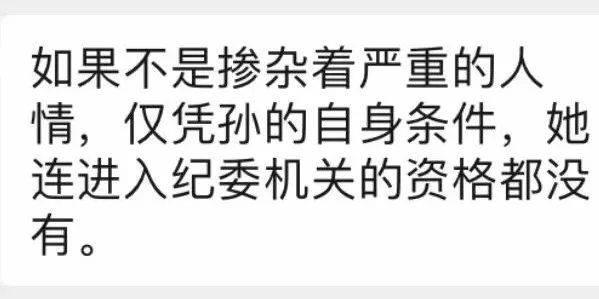 如果不是掺杂着严重的人
情，仅凭孙的自身条件，她
连进入纪委机关的资格都没
有。